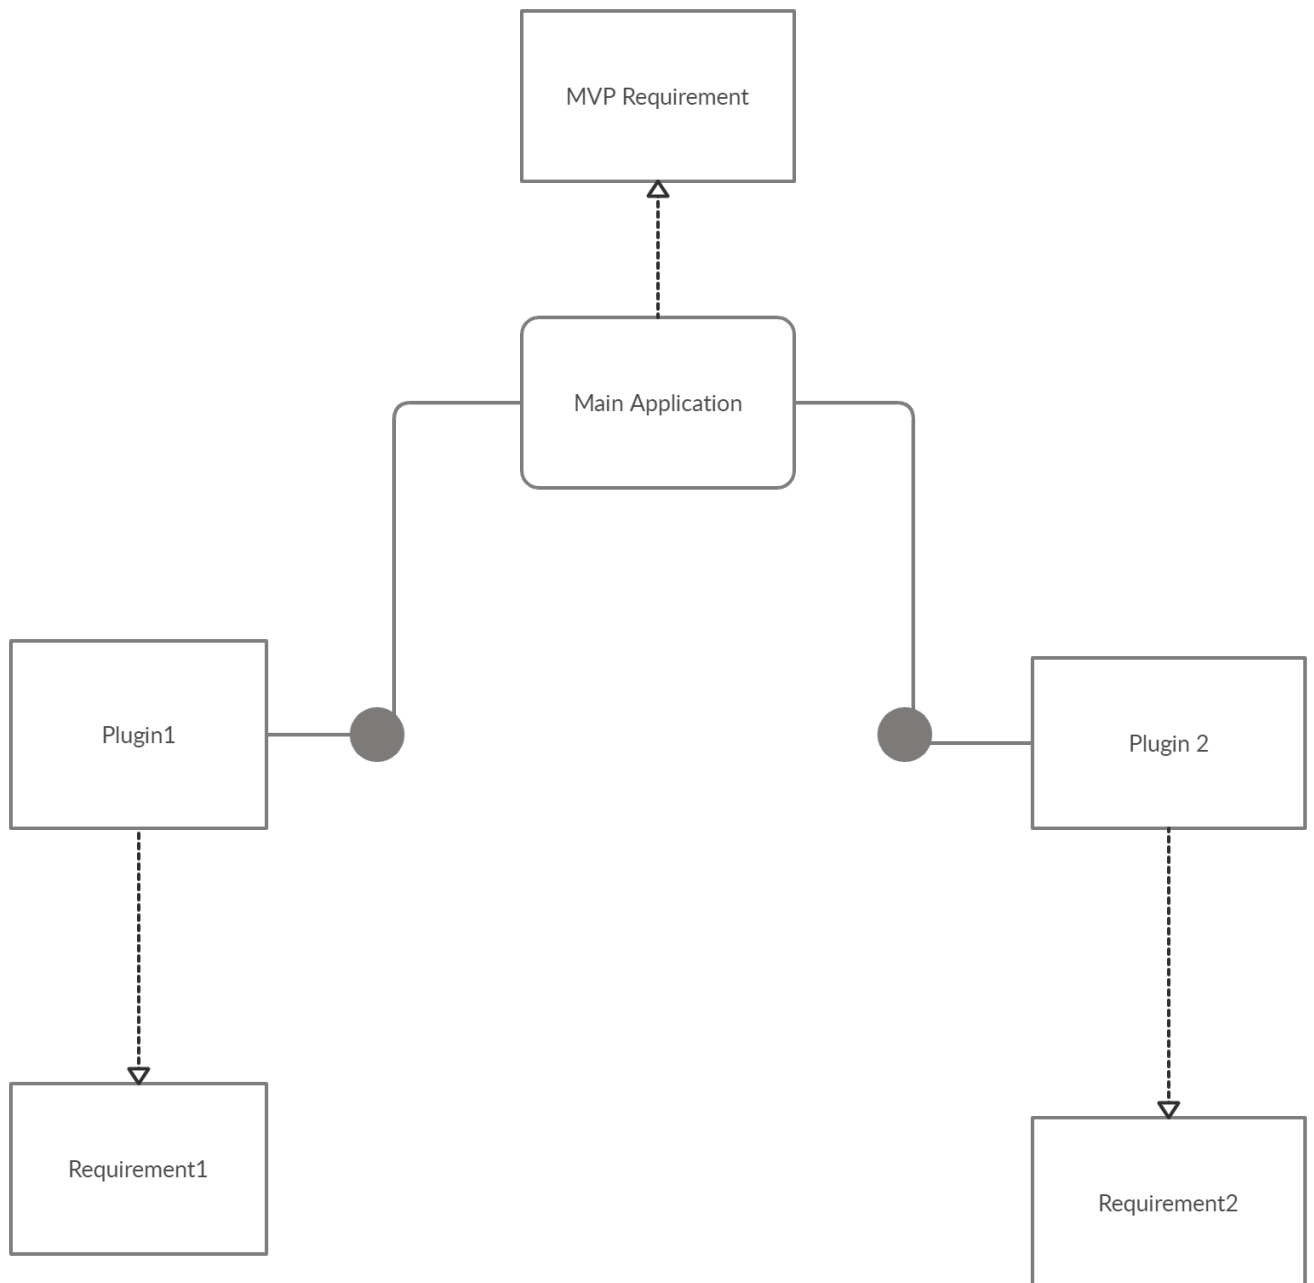 MVP Requirement
Main Application
Plugin1
Plugin 2
Requirement1
Requirement2